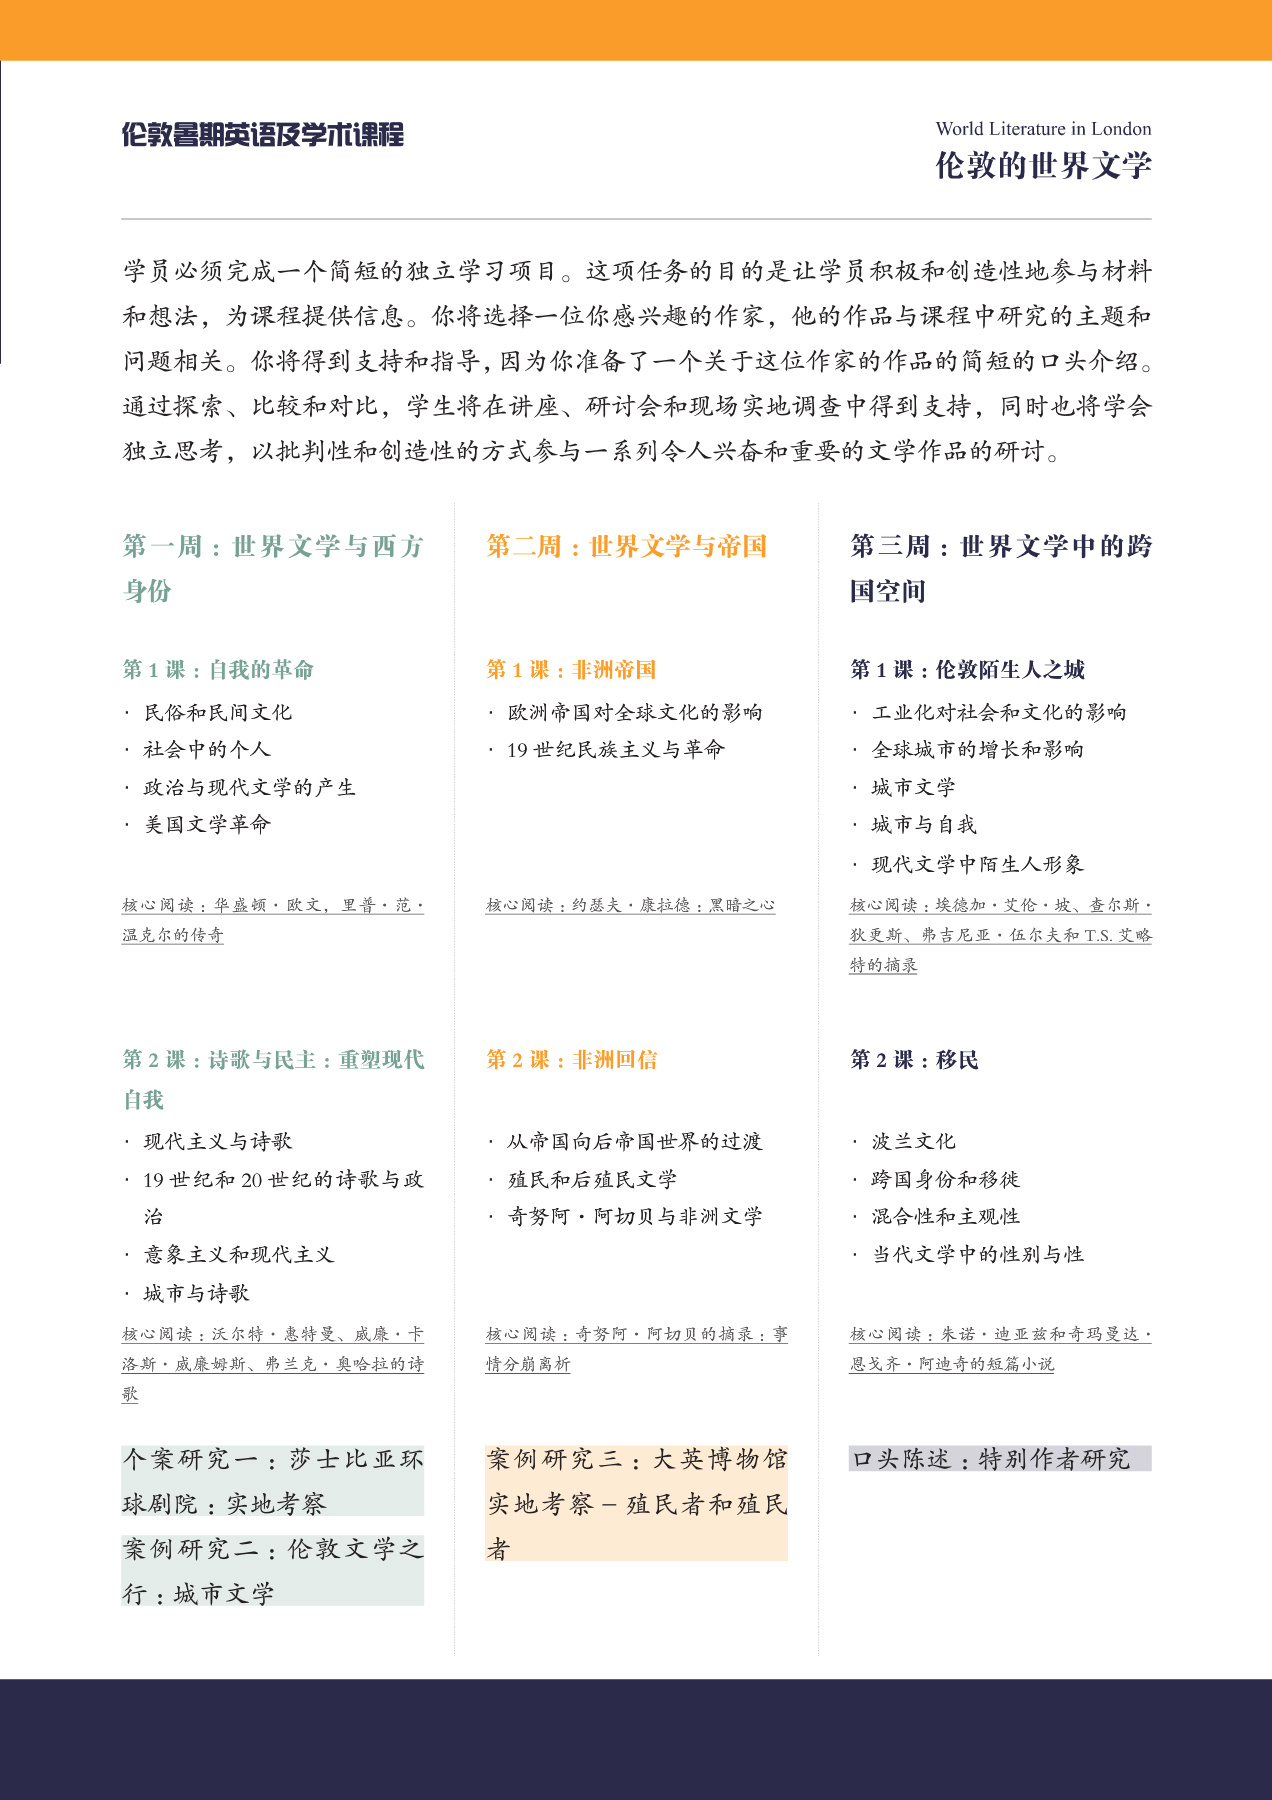 伦敦暑期英语及学术课程
World Literature in London
伦敦的世界文学
学员必须完成一个简短的独立学习项目。这项任务的目的是让学员积极和创造性地参与材料
和想法，为课程提供信息。你将选择一位你感兴趣的作家，他的作品与课程中研究的主题和
问题相关。你将得到支持和指导，因为你准备了一个关于这位作家的作品的简短的口头介绍。
通过探索、比较和对比，学生将在讲座、研讨会和现场实地调查中得到支持，同时也将学会
独立思考，以批判性和创造性的方式参与一系列令人兴奋和重要的文学作品的研讨。
第一周：世界文学与西方
身份
第 1 课：自我的革命
· 民俗和民间文化
· 社会中的个人
· 政治与现代文学的产生
· 美国文学革命
核心阅读：华盛顿·欧文，里普·范·
温克尔的传奇
第 2 课：诗歌与民主：重塑现代
自我
· 现代主义与诗歌
· 19 世纪和 20 世纪的诗歌与政
治
· 意象主义和现代主义
· 城市与诗歌
核心阅读：沃尔特·惠特曼、威廉·卡
洛斯·威廉姆斯、弗兰克·奥哈拉的诗
歌
个案研究一：莎士比亚环
球剧院：实地考察
案例研究二：伦敦文学之
行：城市文学
第二周：世界文学与帝国
第 1 课：非洲帝国
· 欧洲帝国对全球文化的影响
· 19 世纪民族主义与革命
核心阅读：约瑟夫·康拉德：黑暗之心
第 2 课：非洲回信
· 从帝国向后帝国世界的过渡
· 殖民和后殖民文学
· 奇努阿·阿切贝与非洲文学
核心阅读：奇努阿·阿切贝的摘录：事
情分崩离析
案例研究三：大英博物馆
实地考察 – 殖民者和殖民
者
第三周：世界文学中的跨
国空间
第 1 课：伦敦陌生人之城
· 工业化对社会和文化的影响
· 全球城市的增长和影响
· 城市文学
· 城市与自我
· 现代文学中陌生人形象
核心阅读：埃德加·艾伦·坡、查尔斯·
狄更斯、弗吉尼亚·伍尔夫和 T.S. 艾略
特的摘录
第 2 课：移民
· 波兰文化
· 跨国身份和移徙
· 混合性和主观性
· 当代文学中的性别与性
核心阅读：朱诺·迪亚兹和奇玛曼达·
恩戈齐·阿迪奇的短篇小说
口头陈述：特别作者研究